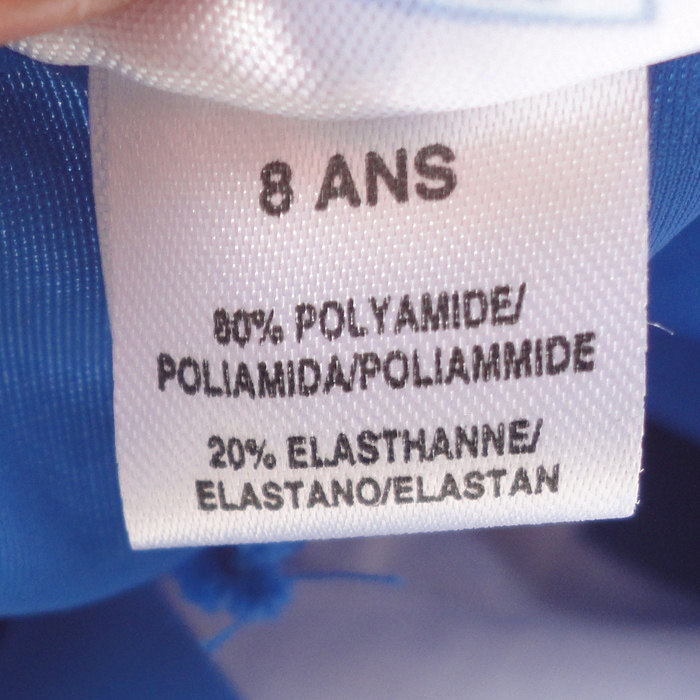 8 ANS
80% POLYAMIDE/
POLIAMIDA/POLIAMMIDE
20% ELASTHANNE/
ELASTANO/ELASTAN